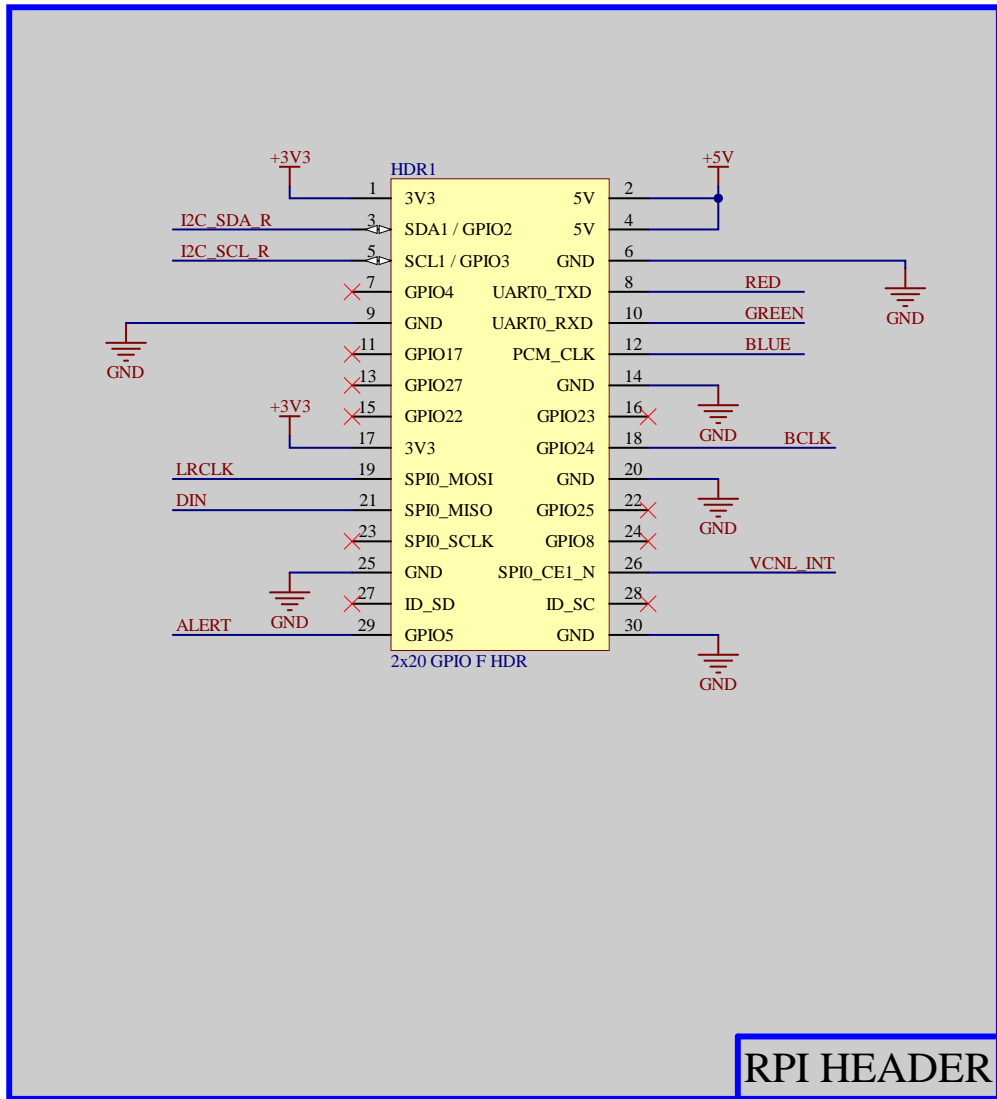 +3V3 +5V
HDR1
1 3V3 5V 2
I2C_SDA_R 3 SDA1 / GPIO2 5V 4
I2C_SCL_R 5 SCL1 / GPIO3 GND 6
7 GPIO4 UART0_TXD 8 RED
9 GND UART0_RXD 10 GREEN GND
11 GPIO17 PCM_CLK 12 BLUE
GND
13 GPIO27 GND 14
+3V3 15 GPIO22 GPIO23 16
17 3V3 GPIO24 18 GND BCLK
LRCLK 19 SPI0_MOSI GND 20
DIN 21 SPI0_MISO GPIO25 22
GND
23 SPI0_SCLK GPIO8 24
25 GND SPI0_CE1_N 26 VCNL_INT
27 ID_SD ID_SC 28
ALERT GND 29 GPIO5 GND 30
2x20 GPIO F HDR
GND
RPI HEADER